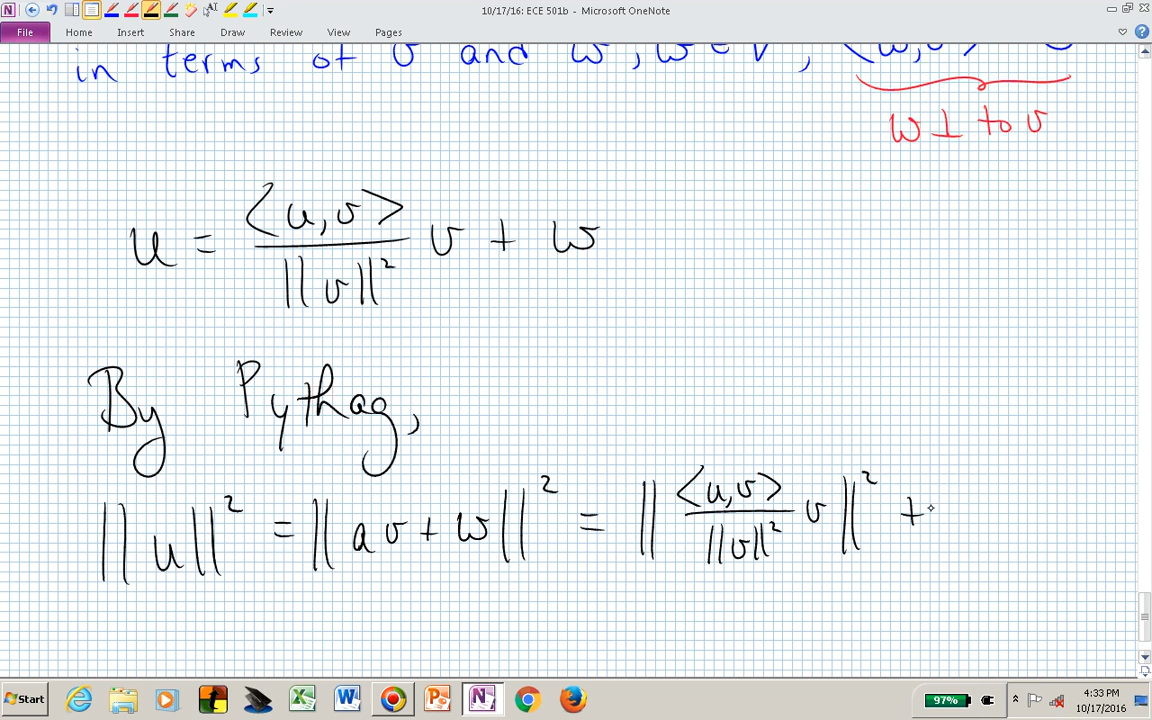 10/17/16: ECE 501b - Microsoft OneNote
File Home Insert Share Draw Review View Pages
in terms of v and w, w ∈ V,
w ⊥ to v
u = <u,v> / ||v||² v + w
By Pythag,
||u||² = ||av + w||² = || <u,v> / ||v||² v ||² +
Start
97%
4:33 PM
10/17/2016